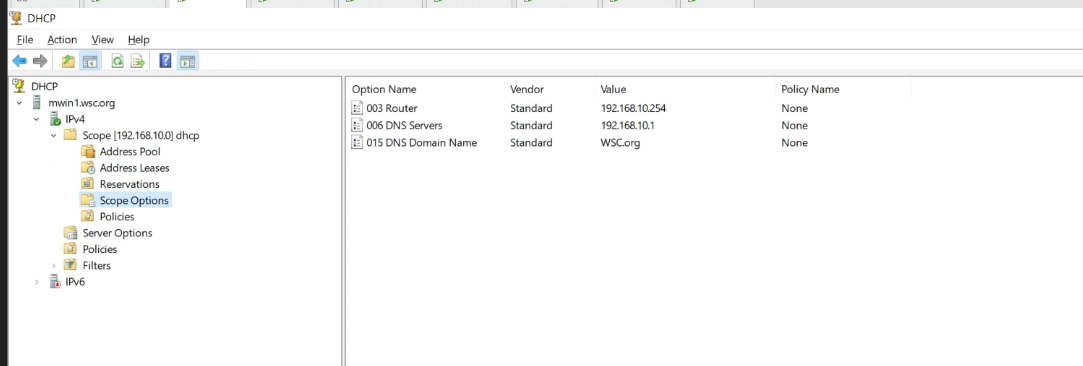 DHCP
File Action View Help
DHCP
mwin1.wsc.org
IPv4
Scope [192.168.10.0] dhcp
Address Pool
Address Leases
Reservations
Scope Options
Policies
Server Options
Policies
Filters
IPv6
Option Name Vendor Value Policy Name
003 Router Standard 192.168.10.254 None
006 DNS Servers Standard 192.168.10.1 None
015 DNS Domain Name Standard WSC.org None